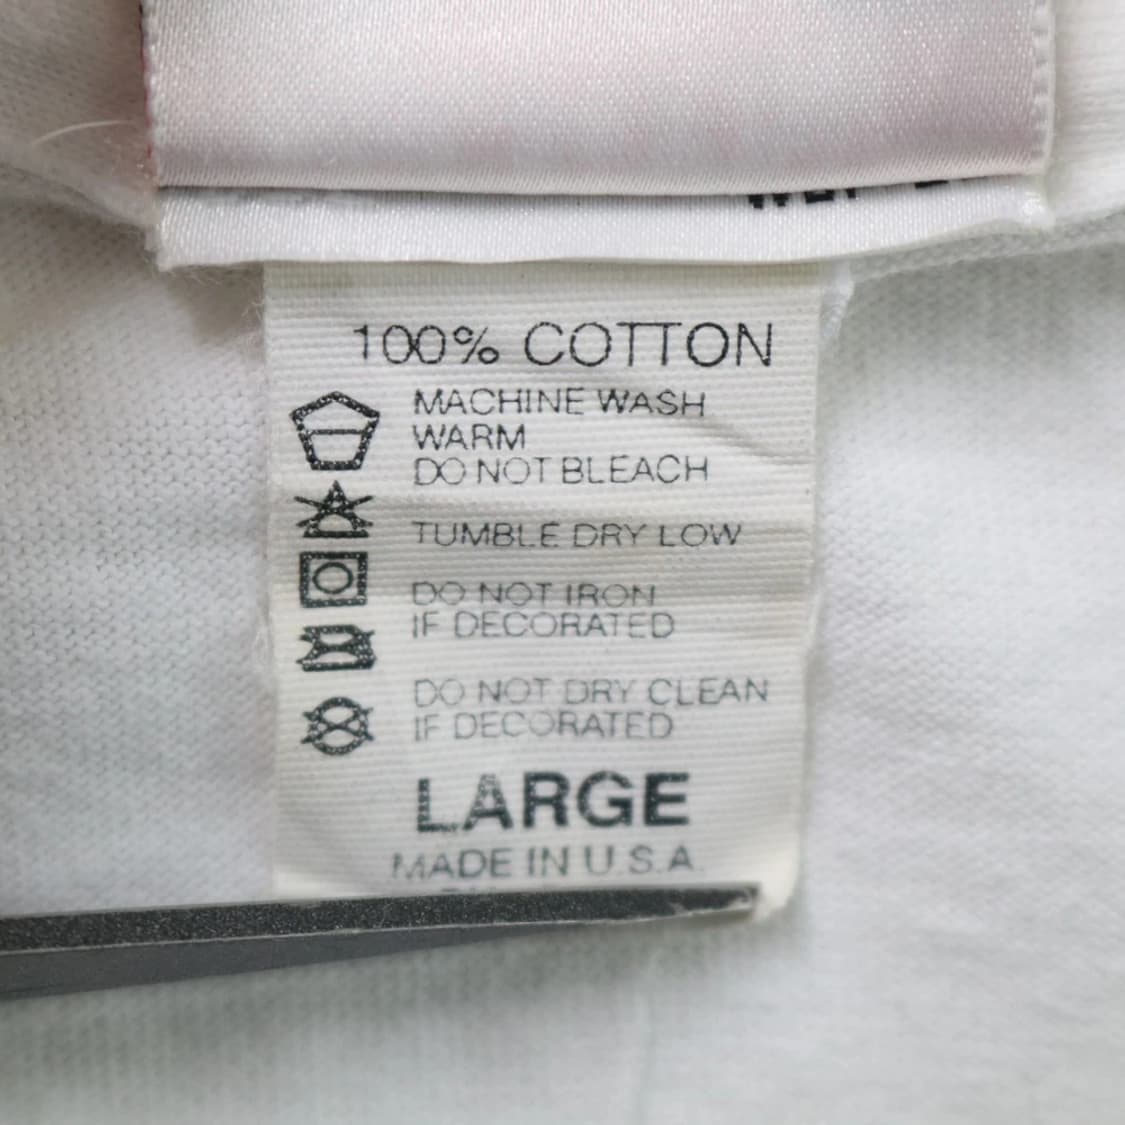 100% COTTON
MACHINE WASH
WARM
DO NOT BLEACH
TUMBLE DRY LOW
DO NOT IRON
IF DECORATED
DO NOT DRY CLEAN
IF DECORATED
LARGE
MADE IN U.S.A.